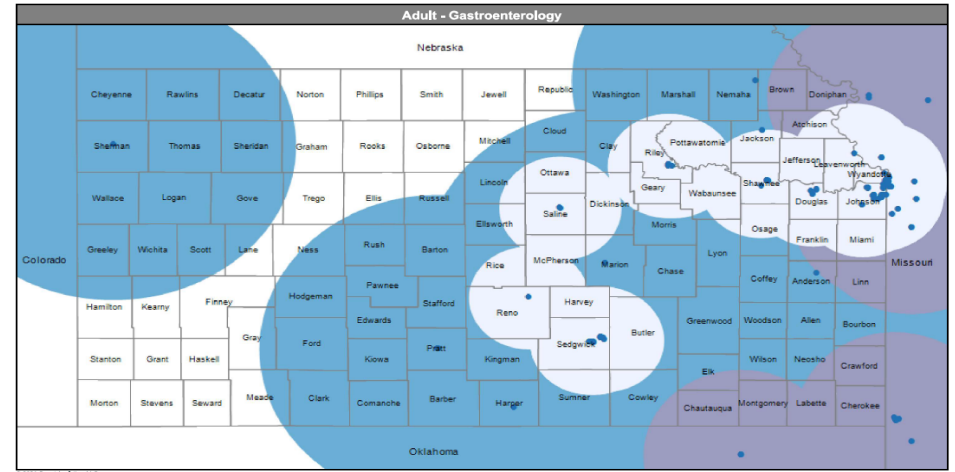 Adult - Gastroenterology
Nebraska
Cheyenne Rawlins Decatur Norton Phillips Smith Jewell Republic Washington Marshall Nemaha Brown Doniphan
Atchison
Sherman Thomas Sheridan Graham Rooks Osborne Mitchell Cloud Clay Riley Pottawatomie Jackson Jefferson Leavenworth
Wyandotte
Wallace Logan Gove Trego Ellis Russell Lincoln Ottawa Saline Dickinson Geary Wabaunsee Shawnee Douglas Johnson
Ellsworth Morris Osage Franklin Miami
Colorado Greeley Wichita Scott Lane Ness Rush Barton Rice McPherson Marion Chase Lyon Coffey Anderson Linn Missouri
Hamilton Kearny Finney Hodgeman Pawnee Stafford Reno Harvey
Gray Ford Edwards Sedgwick Butler Greenwood Woodson Allen Bourbon
Stanton Grant Haskell Kiowa Pratt Kingman Elk Wilson Neosho Crawford
Morton Stevens Seward Meade Clark Comanche Barber Harper Sumner Cowley Chautauqua Montgomery Labette Cherokee
Oklahoma